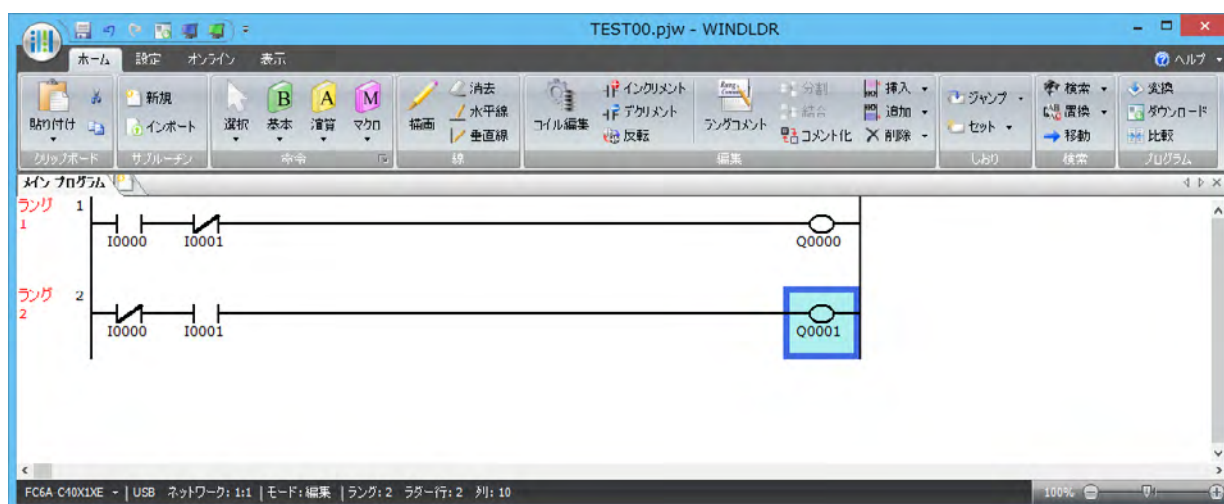 TEST00.pjw - WINDLDR
ホーム 設定 オンライン 表示 ヘルプ
貼り付け
クリップボード
新規
インポート
サブルーチン
選択 B 基本 A 演算 M マクロ
命令
描画
消去
水平線
垂直線
線
コイル編集
インクリメント
デクリメント
反転
ラングコメント
分割
結合
コメント化
挿入
追加
削除
編集
ジャンプ
セット
しおり
検索
置換
移動
検索
変換
ダウンロード
比較
プログラム
メイン プログラム
ラング 1
1
I0000 I0001 Q0000
ラング 2
2
I0000 I0001 Q0001
FC6A-C40X1XE | USB ネットワーク: 1:1 | モード: 編集 | ラング: 2 ラダー行: 2 列: 10 100%